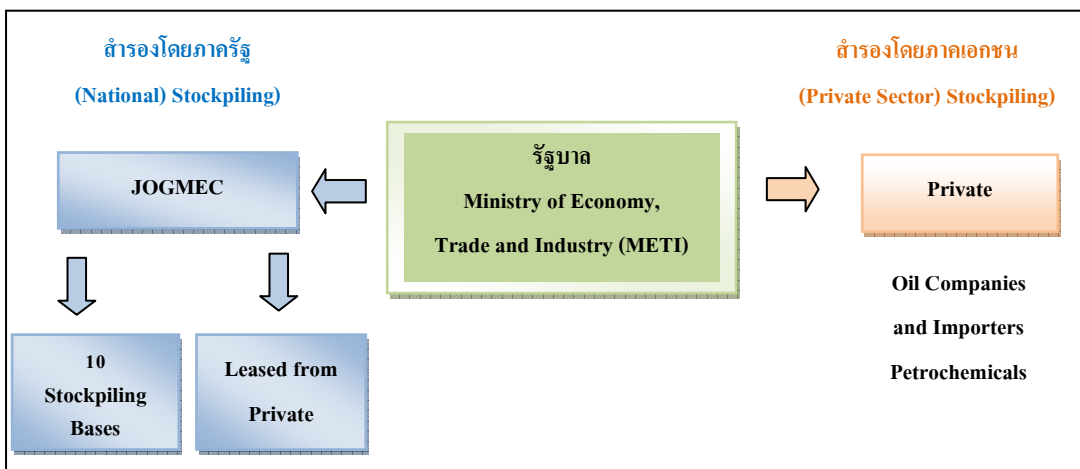 สำรองโดยภาครัฐ
(National) Stockpiling)
สำรองโดยภาคเอกชน
(Private Sector) Stockpiling)
รัฐบาล
Ministry of Economy,
Trade and Industry (METI)
JOGMEC
Private
10
Stockpiling
Bases
Leased from
Private
Oil Companies
and Importers
Petrochemicals